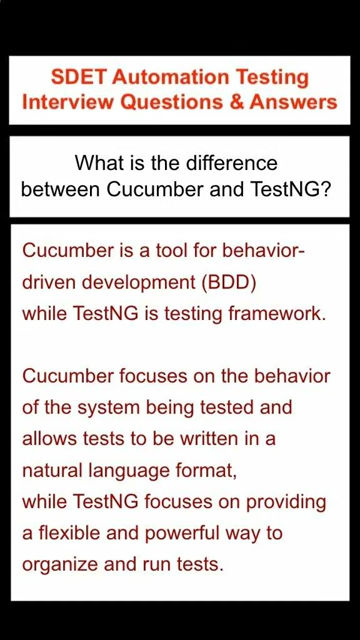 SDET Automation Testing
Interview Questions & Answers
What is the difference
between Cucumber and TestNG?
Cucumber is a tool for behavior-
driven development (BDD)
while TestNG is testing framework.
Cucumber focuses on the behavior
of the system being tested and
allows tests to be written in a
natural language format,
while TestNG focuses on providing
a flexible and powerful way to
organize and run tests.